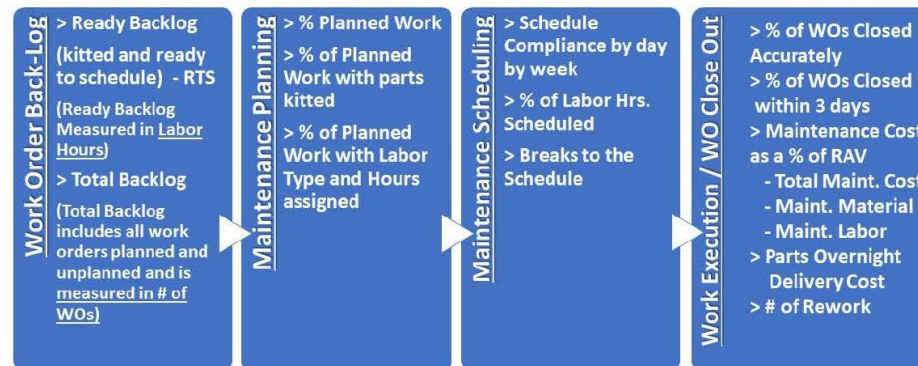 Work Order Back-Log
> Ready Backlog
(kitted and ready
to schedule) - RTS
(Ready Backlog
Measured in Labor
Hours)
> Total Backlog
(Total Backlog
includes all work
orders planned and
unplanned and is
measured in # of
WOs)
Maintenance Planning
> % Planned Work
> % of Planned
Work with parts
kitted
> % of Planned
Work with Labor
Type and Hours
assigned
Maintenance Scheduling
> Schedule
Compliance by day
by week
> % of Labor Hrs.
Scheduled
> Breaks to the
Schedule
Work Execution / WO Close Out
> % of WOs Closed
Accurately
> % of WOs Closed
within 3 days
> Maintenance Cost
as a % of RAV
- Total Maint. Cost
- Maint. Material
- Maint. Labor
> Parts Overnight
Delivery Cost
> # of Rework